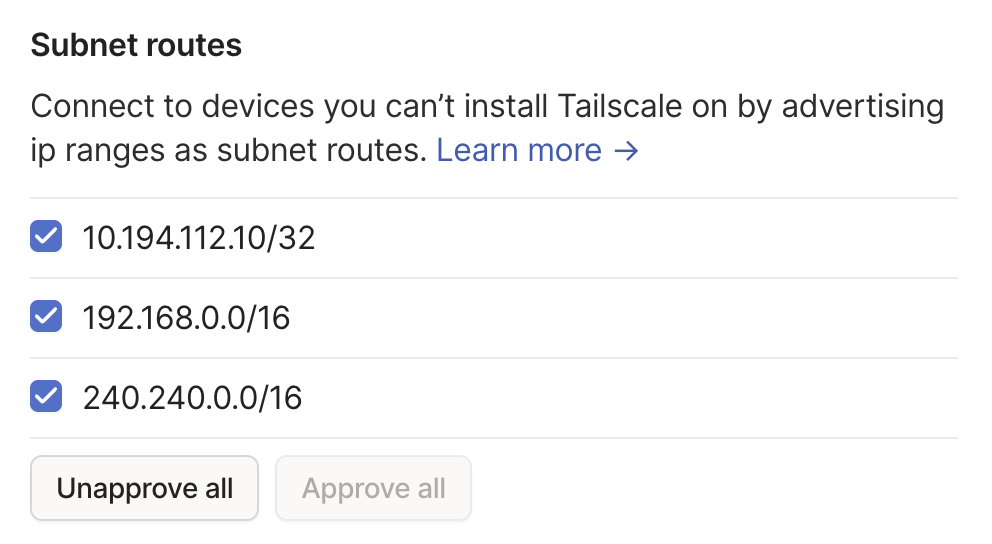 Subnet routes
Connect to devices you can’t install Tailscale on by advertising
ip ranges as subnet routes. Learn more →
10.194.112.10/32
192.168.0.0/16
240.240.0.0/16
Unapprove all Approve all